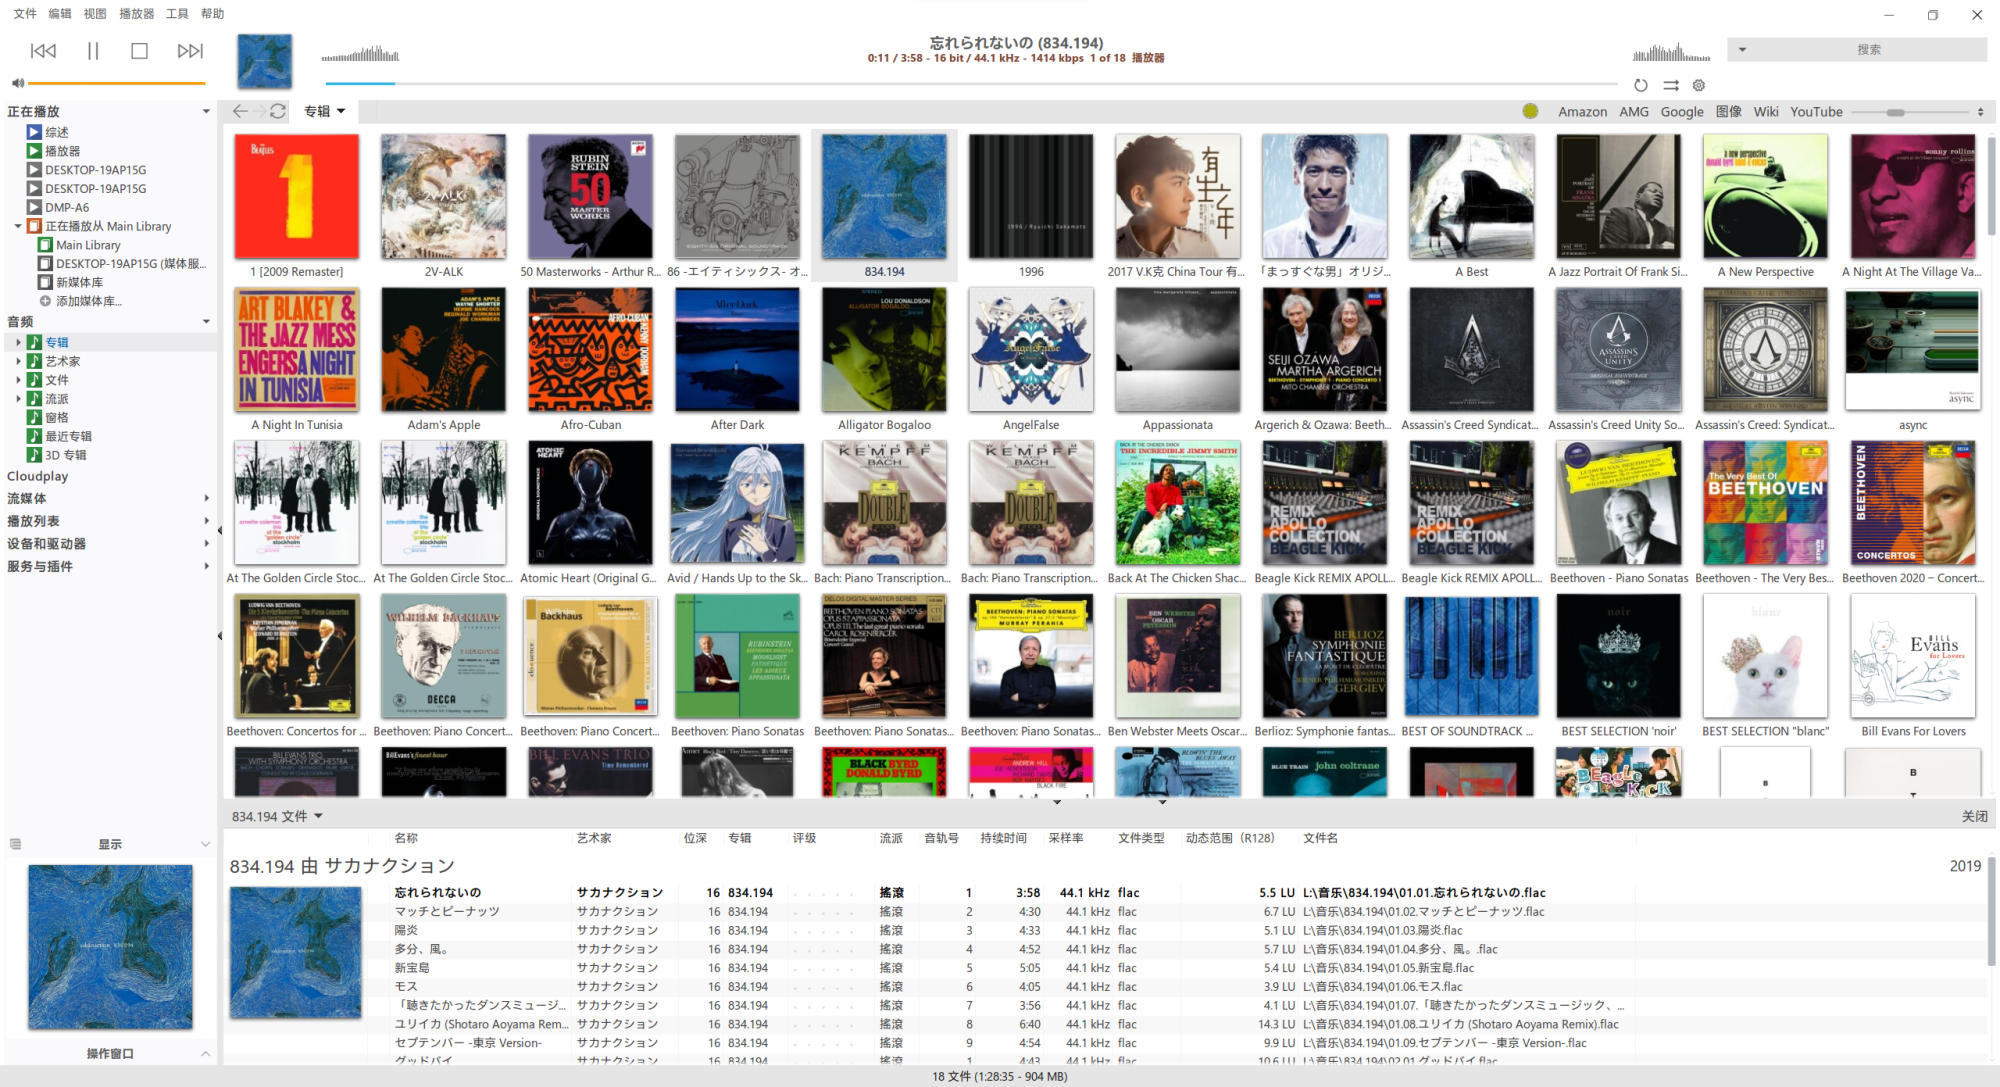 文件 编辑 视图 播放器 工具 帮助
忘れられないの (834.194)
0:11 / 3:58 - 16 bit / 44.1 kHz - 1414 kbps 1 of 18 播放器
搜索
正在播放
综述
播放器
DESKTOP-19AP15G
DESKTOP-19AP15G
DMP-A6
正在播放从 Main Library
Main Library
DESKTOP-19AP15G (媒体服...
新媒体库
添加媒体库...
音频
专辑
艺术家
文件
流派
窗格
最近专辑
3D 专辑
Cloudplay
流媒体
播放列表
设备和驱动器
服务与插件
显示
操作窗口
专辑
Amazon AMG Google 图像 Wiki YouTube
1 [2009 Remaster] 2V-ALK 50 Masterworks - Arthur R... 86 -エイティシックス- オ... 834.194 1996 2017 V.K克 China Tour 有... 「まっすぐな男」オリジ... A Best A Jazz Portrait Of Frank Si... A New Perspective A Night At The Village Va...
A Night In Tunisia Adam's Apple Afro-Cuban After Dark Alligator Bogaloo AngelFalse Appassionata Argerich & Ozawa: Beeth... Assassin's Creed Syndicat... Assassin's Creed Unity So... Assassin's Creed: Syndicat... async
At The Golden Circle Stoc... At The Golden Circle Stoc... Atomic Heart (Original G... Avid / Hands Up to the Sk... Bach: Piano Transcription... Bach: Piano Transcription... Back At The Chicken Shac... Beagle Kick REMIX APOLL... Beagle Kick REMIX APOLL... Beethoven - Piano Sonatas Beethoven - The Very Bes... Beethoven 2020 – Concert...
Beethoven: Concertos for ... Beethoven: Piano Concert... Beethoven: Piano Concert... Beethoven: Piano Sonatas Beethoven: Piano Sonatas... Beethoven: Piano Sonatas... Ben Webster Meets Oscar... Berlioz: Symphonie fantas... BEST OF SOUNDTRACK ... BEST SELECTION 'noir' BEST SELECTION "blanc" Bill Evans For Lovers
834.194 文件 关闭
名称 艺术家 位深 专辑 评级 流派 音轨号 持续时间 采样率 文件类型 动态范围（R128） 文件名
834.194 由 サカナクション 2019
忘れられないの サカナクション 16 834.194 搖滾 1 3:58 44.1 kHz flac 5.5 LU L:\音乐\834.194\01.01.忘れられないの.flac
マッチとピーナッツ サカナクション 16 834.194 搖滾 2 4:30 44.1 kHz flac 6.7 LU L:\音乐\834.194\01.02.マッチとピーナッツ.flac
陽炎 サカナクション 16 834.194 搖滾 3 4:33 44.1 kHz flac 5.1 LU L:\音乐\834.194\01.03.陽炎.flac
多分、風。 サカナクション 16 834.194 搖滾 4 4:52 44.1 kHz flac 5.7 LU L:\音乐\834.194\01.04.多分、風。.flac
新宝島 サカナクション 16 834.194 搖滾 5 5:05 44.1 kHz flac 5.4 LU L:\音乐\834.194\01.05.新宝島.flac
モス サカナクション 16 834.194 搖滾 6 4:05 44.1 kHz flac 3.9 LU L:\音乐\834.194\01.06.モス.flac
「聴きたかったダンスミュージ... サカナクション 16 834.194 搖滾 7 3:56 44.1 kHz flac 4.1 LU L:\音乐\834.194\01.07.「聴きたかったダンスミュージック、...
ユリイカ (Shotaro Aoyama Rem... サカナクション 16 834.194 搖滾 8 6:40 44.1 kHz flac 14.3 LU L:\音乐\834.194\01.08.ユリイカ (Shotaro Aoyama Remix).flac
セプテンバー -東京 Version- サカナクション 16 834.194 搖滾 9 4:54 44.1 kHz flac 9.9 LU L:\音乐\834.194\01.09.セプテンバー -東京 Version-.flac
グッドバイ サカナクション 16 834.194 搖滾 1 4:43 44.1 kHz flac 10.6 LU L:\音乐\834.194\02.01.グッドバイ.flac
18 文件 (1:28:35 - 904 MB)